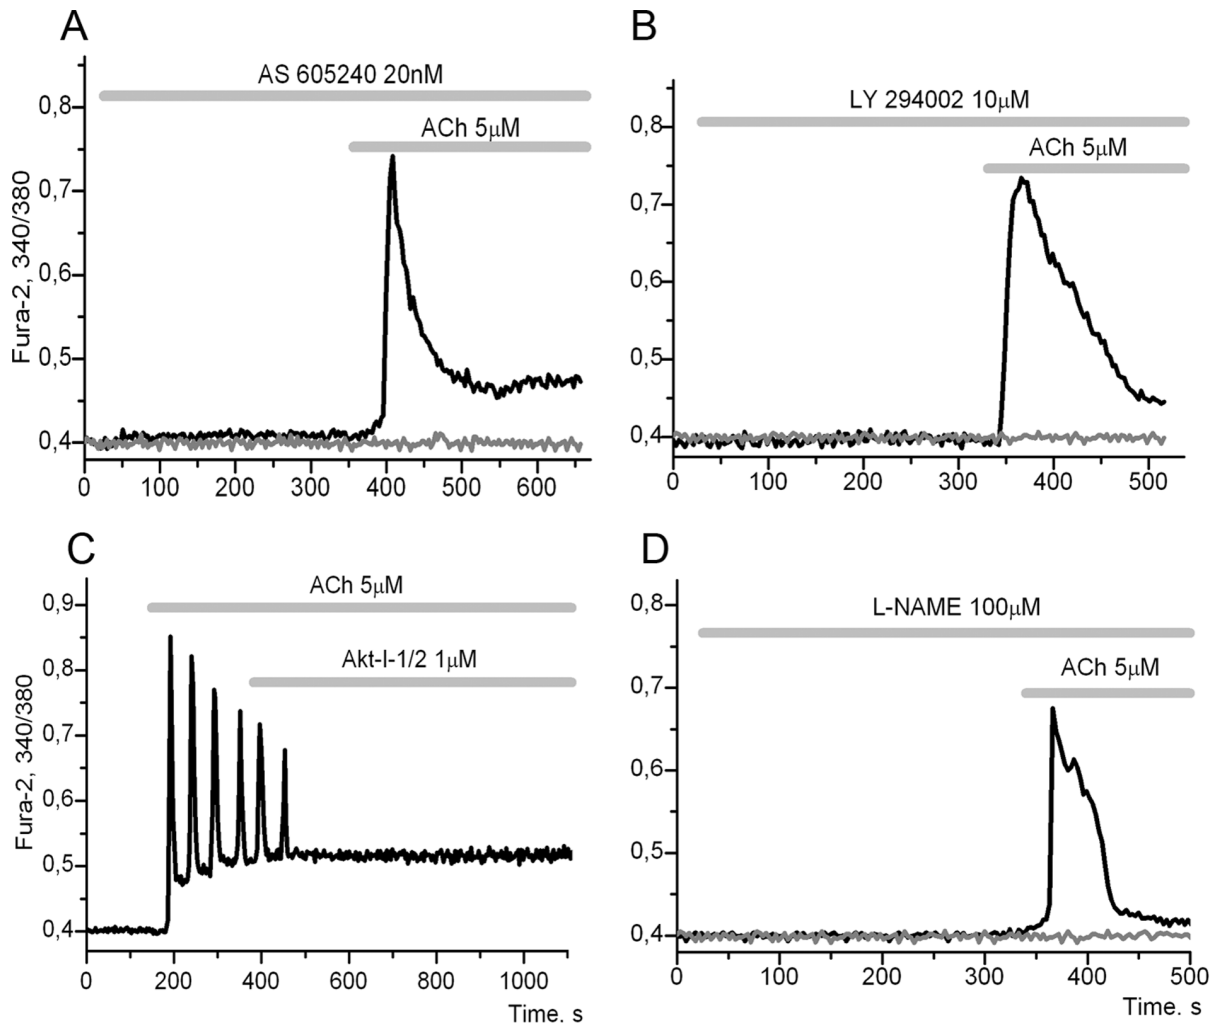 A
AS 605240 20nM
ACh 5μM
Fura-2, 340/380
0,8
0,7
0,6
0,5
0,4
0 100 200 300 400 500 600
B
LY 294002 10μM
ACh 5μM
0,8
0,7
0,6
0,5
0,4
0 100 200 300 400 500
C
ACh 5μM
Akt-I-1/2 1μM
Fura-2, 340/380
0,9
0,8
0,7
0,6
0,5
0,4
0 200 400 600 800 1000
Time. s
D
L-NAME 100μM
ACh 5μM
0,8
0,7
0,6
0,5
0,4
0 100 200 300 400 500
Time. s